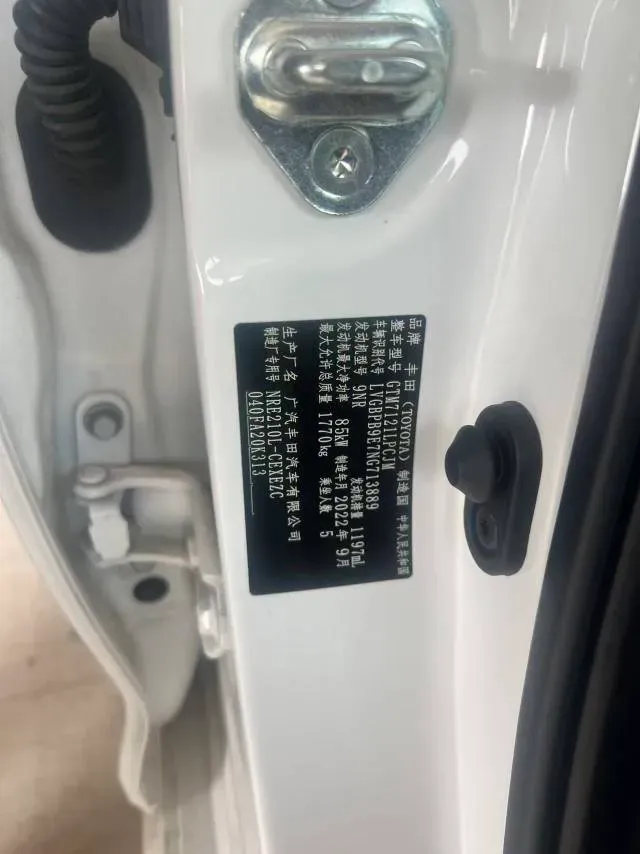 品牌 丰田(TOYOTA) 制造国 中华人民共和国
整车型号 GTM7121LFCJM
车辆识别代号 LVGBPB9E7NG713889
发动机型号 9NR 发动机排量 1197mL
发动机最大净功率 85kW 制造年月 2022年9月
最大允许总质量 1770kg 乘坐人数 5
生产厂名 广汽丰田汽车有限公司
制造厂专用号 NRE210L-CEXEZC
040FA20K313